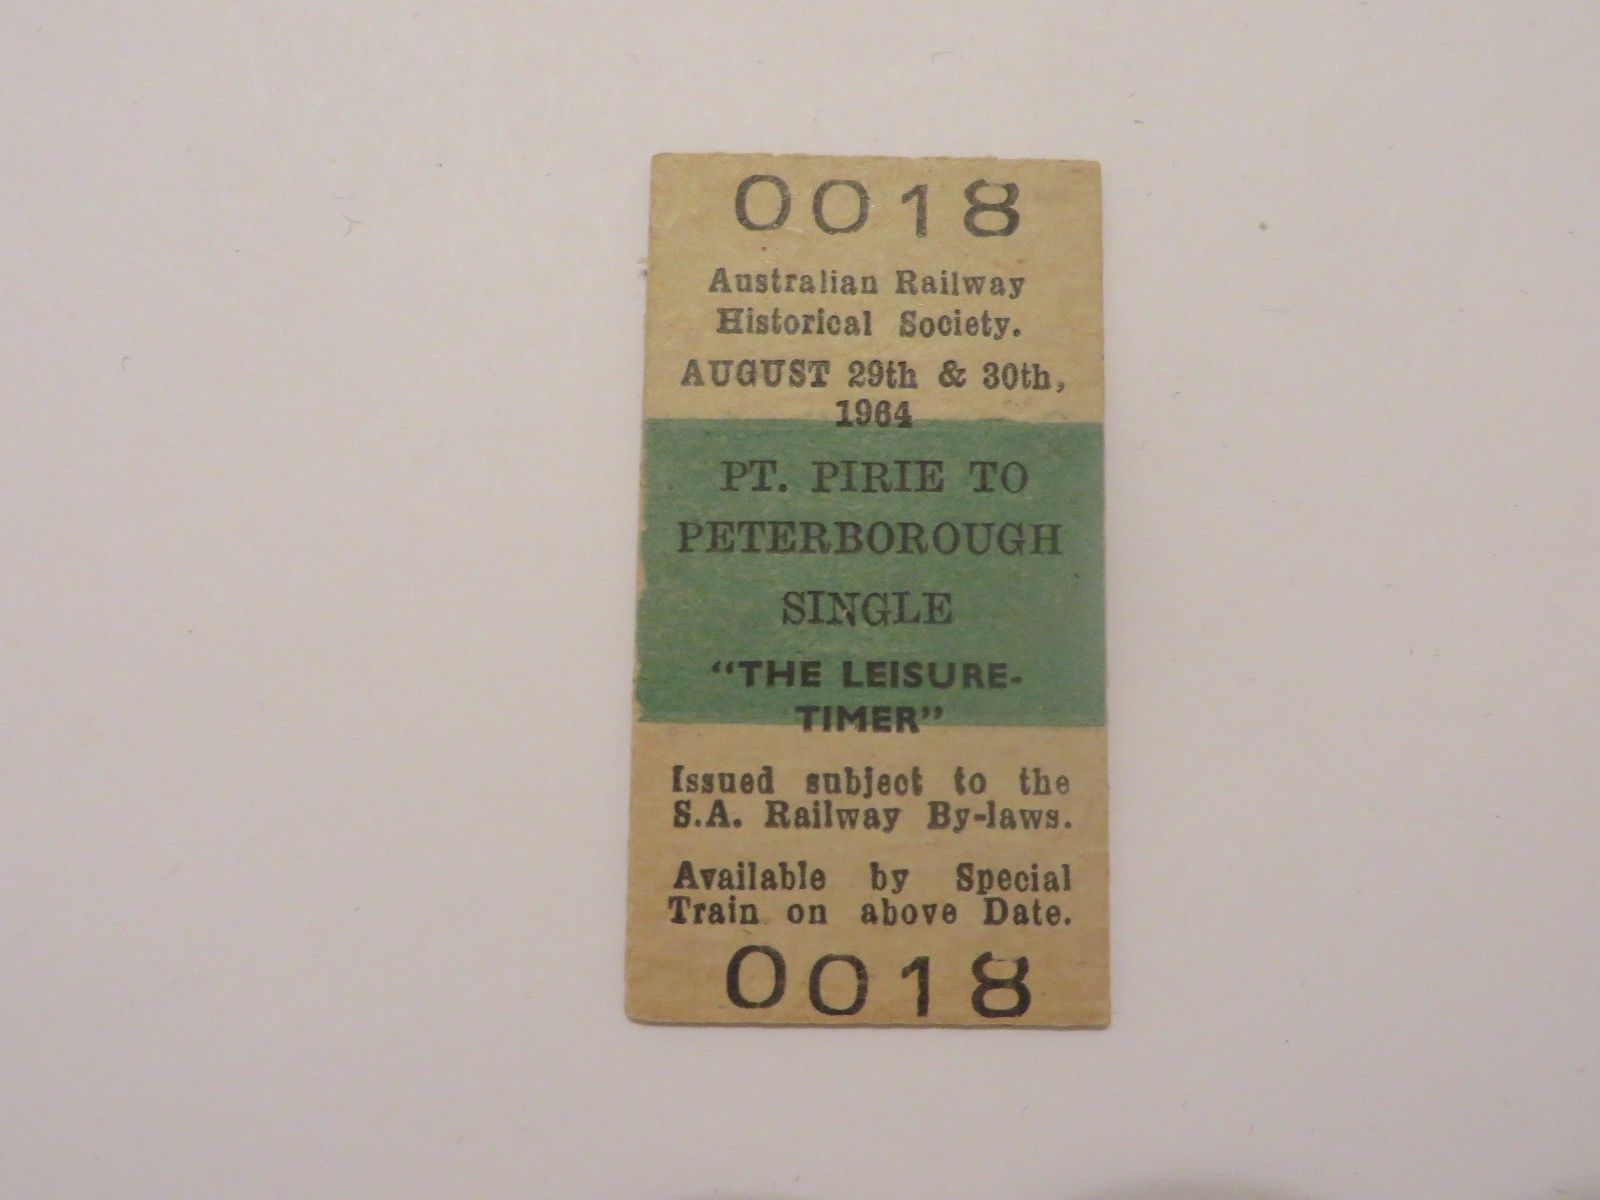 0018
Australian Railway
Historical Society.
AUGUST 29th & 30th,
1964
PT. PIRIE TO
PETERBOROUGH
SINGLE
"THE LEISURE-
TIMER"
Issued subject to the
S.A. Railway By-laws.
Available by Special
Train on above Date.
0018